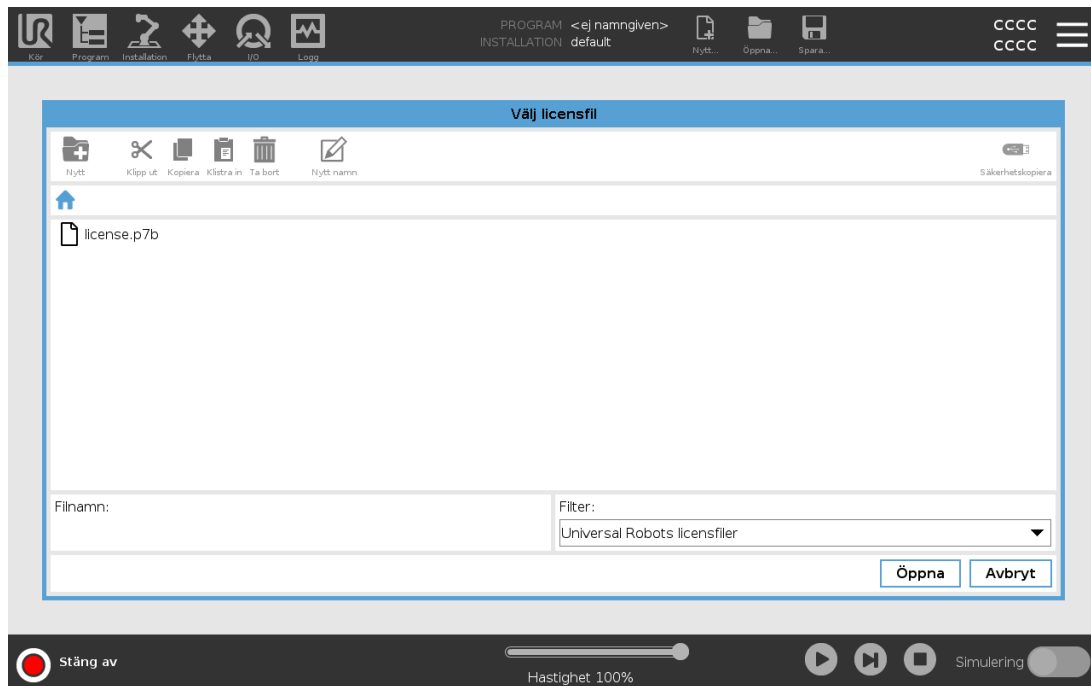 PROGRAM <ej namngiven>
INSTALLATION default
CCCC
CCCC
Kör Program Installation Flytta I/O Logg
Nytt... Öppna... Spara...
Välj licensfil
Nytt Klipp ut Kopiera Klistra in Ta bort Nytt namn Säkerhetskopiera
license.p7b
Filnamn:
Filter:
Universal Robots licensfiler
Öppna Avbryt
Stäng av
Hastighet 100%
Simulering